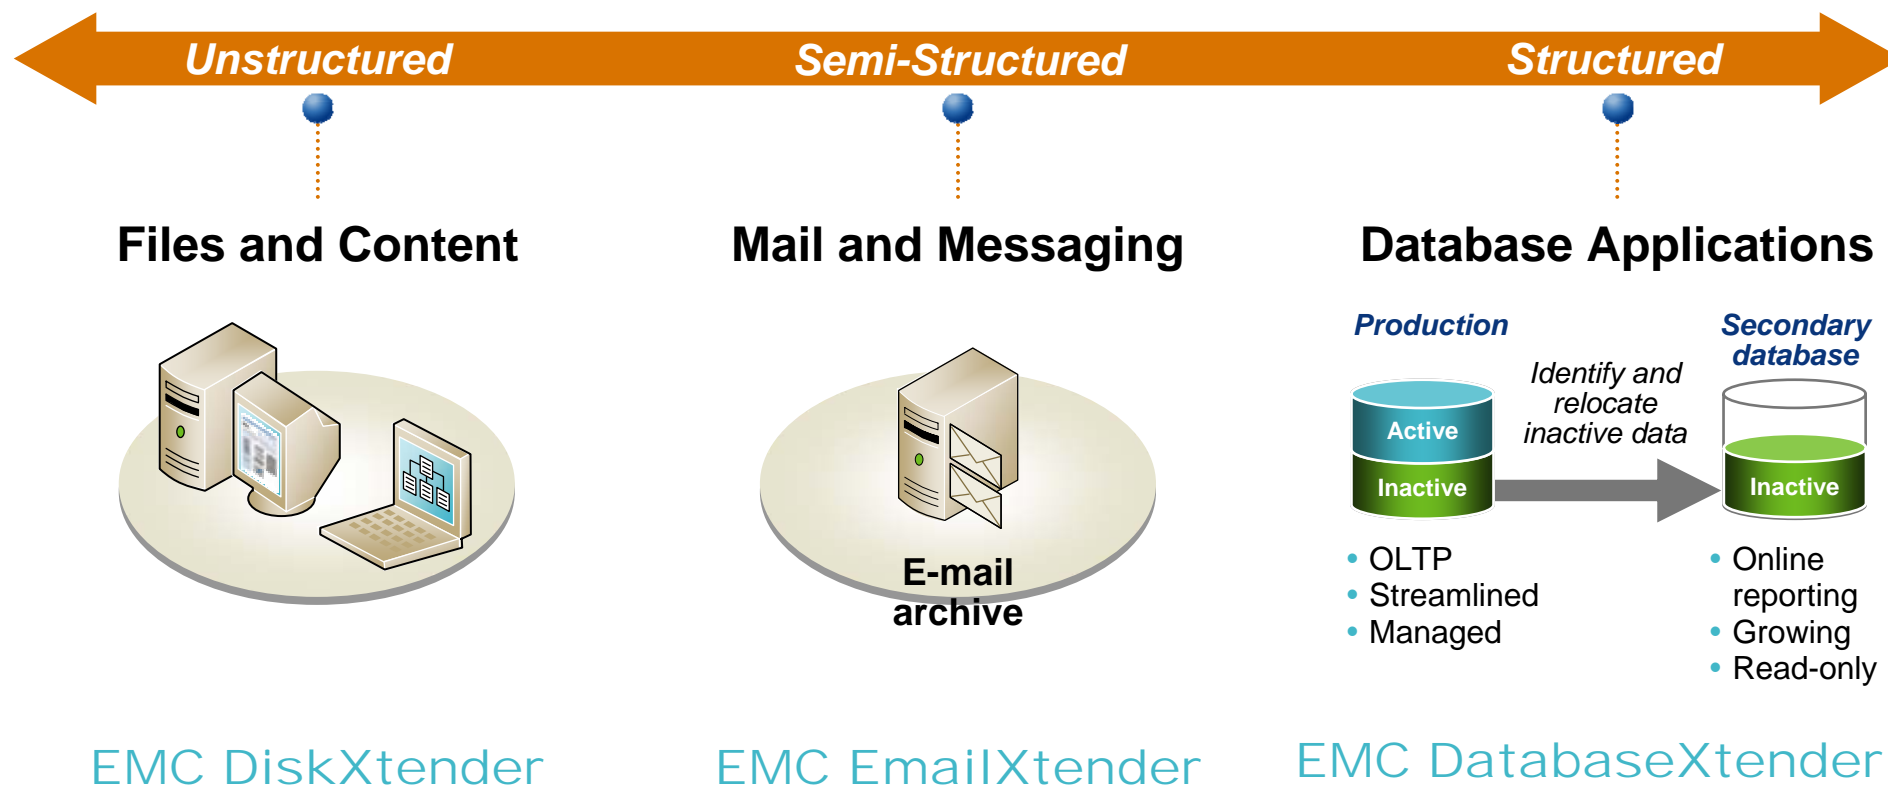 Unstructured
Semi-Structured
Structured
Files and Content
Mail and Messaging
E-mail
archive
Database Applications
Production
Identify and
relocate
inactive data
Secondary
database
Active
Inactive
Inactive
• OLTP
• Streamlined
• Managed
• Online
reporting
• Growing
• Read-only
EMC DiskXtender
EMC EmailXtender
EMC DatabaseXtender